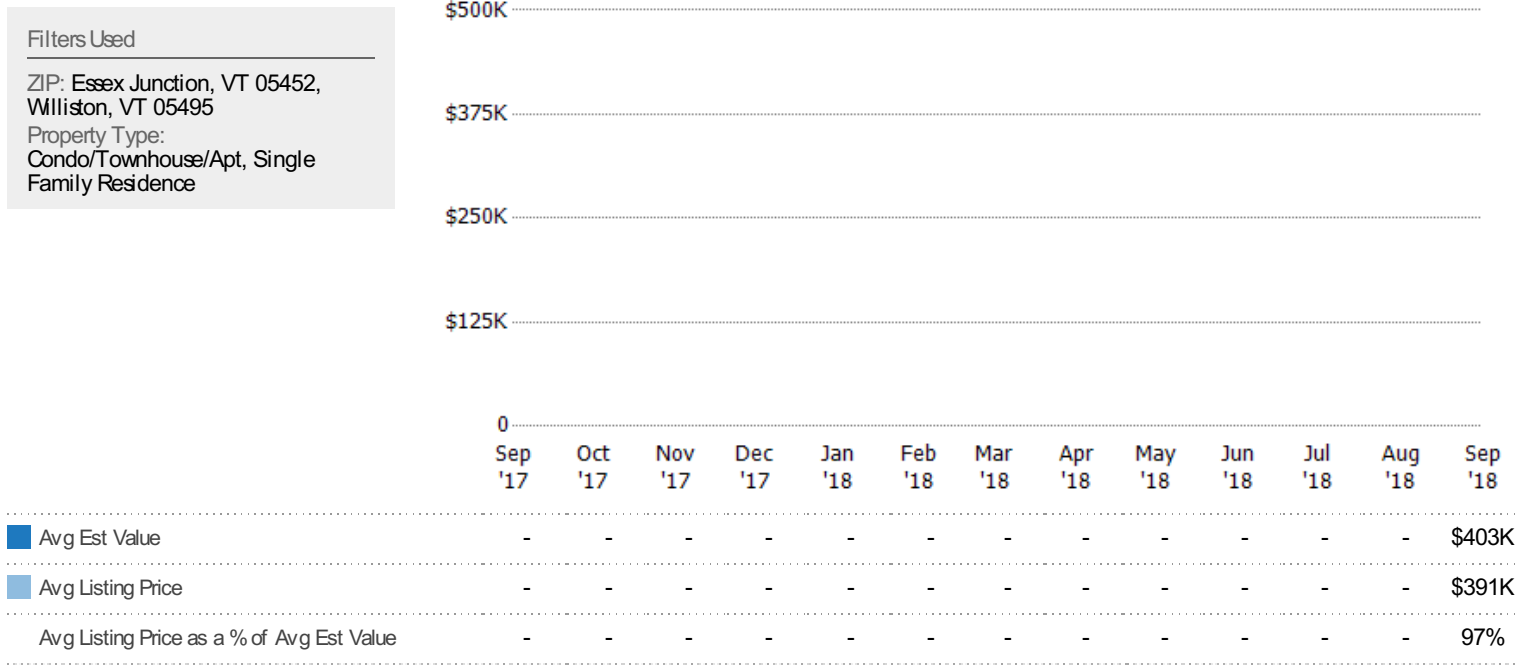 Filters Used
ZIP: Essex Junction, VT 05452,
Williston, VT 05495
Property Type:
Condo/Townhouse/Apt, Single
Family Residence
$500K
$375K
$250K
$125K
0
Sep Oct Nov Dec Jan Feb Mar Apr May Jun Jul Aug Sep
'17 '17 '17 '17 '18 '18 '18 '18 '18 '18 '18 '18 '18
Avg Est Value - - - - - - - - - - - - $403K
Avg Listing Price - - - - - - - - - - - - $391K
Avg Listing Price as a % of Avg Est Value - - - - - - - - - - - - 97%